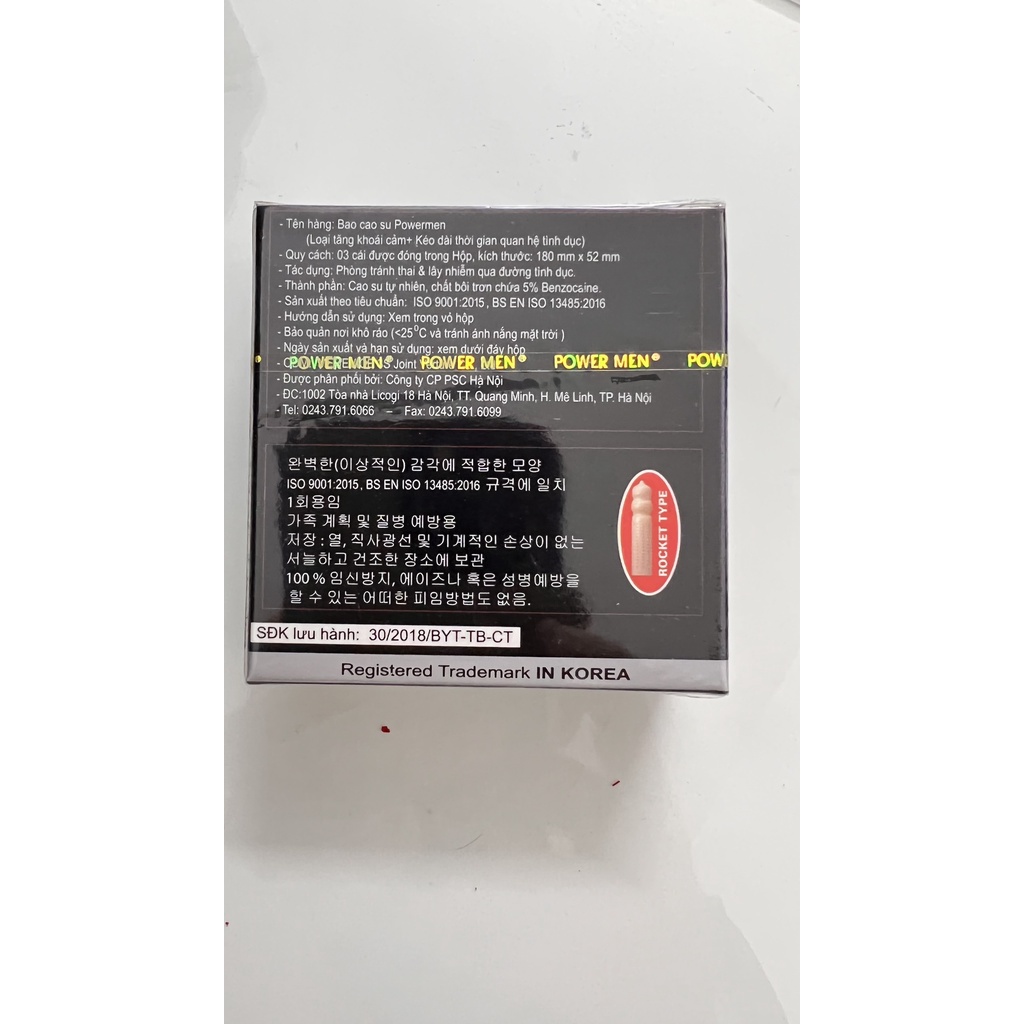 - Tên hàng: Bao cao su Powermen
(Loại tăng khoái cảm+ Kéo dài thời gian quan hệ tình dục)
- Quy cách: 03 cái được đóng trong Hộp, kích thước: 180 mm x 52 mm
- Tác dụng: Phòng tránh thai & lây nhiễm qua đường tình dục.
- Thành phần: Cao su tự nhiên, chất bôi trơn chứa 5% Benzocaine.
- Sản xuất theo tiêu chuẩn: ISO 9001:2015, BS EN ISO 13485:2016
- Hướng dẫn sử dụng: Xem trong vỏ hộp
- Bảo quản nơi khô ráo (<25°C và tránh ánh nắng mặt trời )
- Ngày sản xuất và hạn sử dụng: xem dưới đáy hộp
POWER MEN® POWER MEN® POWER MEN® POWER MEN
Joint
- Được phân phối bởi: Công ty CP PSC Hà Nội
- ĐC:1002 Tòa nhà Licogi 18 Hà Nội, TT. Quang Minh, H. Mê Linh, TP. Hà Nội
- Tel: 0243.791.6066 – Fax: 0243.791.6099
완벽한(이상적인) 감각에 적합한 모양
ISO 9001:2015, BS EN ISO 13485:2016 규격에 일치
1회용임
가족 계획 및 질병 예방용
저장 : 열, 직사광선 및 기계적인 손상이 없는
서늘하고 건조한 장소에 보관
100 % 임신방지, 에이즈나 혹은 성병예방을
할 수 있는 어떠한 피임방법도 없음.
ROCKET TYPE
SĐK lưu hành: 30/2018/BYT-TB-CT
Registered Trademark IN KOREA